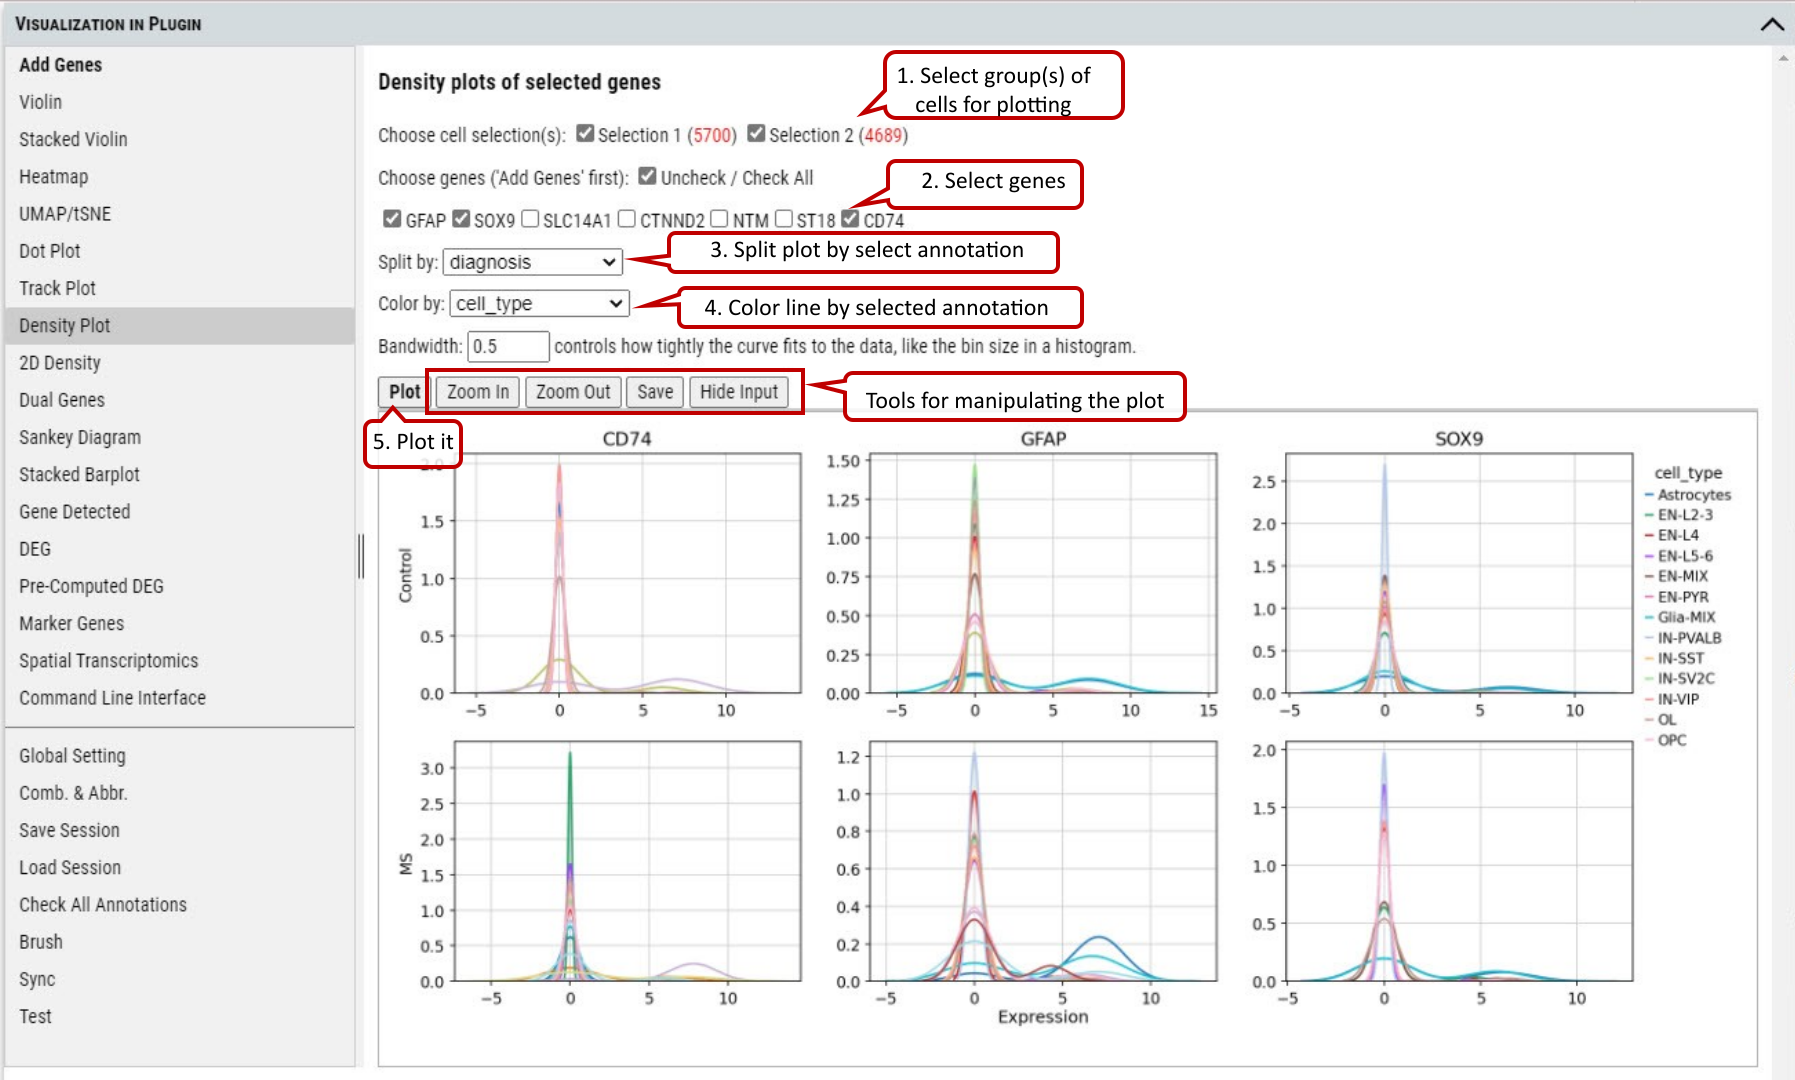 VISUALIZATION IN PLUGIN
Add Genes
Violin
Stacked Violin
Heatmap
UMAP/tSNE
Dot Plot
Track Plot
Density Plot
2D Density
Dual Genes
Sankey Diagram
Stacked Barplot
Gene Detected
DEG
Pre-Computed DEG
Marker Genes
Spatial Transcriptomics
Command Line Interface
Global Setting
Comb. & Abbr.
Save Session
Load Session
Check All Annotations
Brush
Sync
Test
Density plots of selected genes
1. Select group(s) of
cells for plotting
Choose cell selection(s): Selection 1 (5700) Selection 2 (4689)
Choose genes ('Add Genes' first): Uncheck / Check All
2. Select genes
GFAP SOX9 SLC14A1 CTNND2 NTM ST18 CD74
Split by: diagnosis
3. Split plot by select annotation
Color by: cell_type
4. Color line by selected annotation
Bandwidth: 0.5 controls how tightly the curve fits to the data, like the bin size in a histogram.
Plot Zoom In Zoom Out Save Hide Input
Tools for manipulating the plot
5. Plot it
CD74
2.0
1.5
1.0
0.5
0.0
−5 0 5 10
Control
GFAP
1.50
1.25
1.00
0.75
0.50
0.25
0.00
−5 0 5 10 15
SOX9
2.5
2.0
1.5
1.0
0.5
0.0
−5 0 5 10
cell_type
Astrocytes
EN-L2-3
EN-L4
EN-L5-6
EN-MIX
EN-PYR
Glia-MIX
IN-PVALB
IN-SST
IN-SV2C
IN-VIP
OL
OPC
MS
3.0
2.5
2.0
1.5
1.0
0.5
0.0
−5 0 5 10
1.2
1.0
0.8
0.6
0.4
0.2
0.0
−5 0 5 10
Expression
2.0
1.5
1.0
0.5
0.0
−5 0 5 10